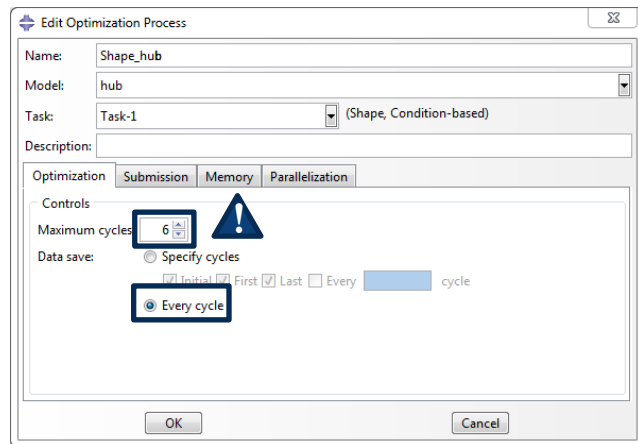 Edit Optimization Process
Name: Shape_hub
Model: hub
Task: Task-1 (Shape, Condition-based)
Description:
Optimization Submission Memory Parallelization
Controls
Maximum cycles 6
Data save: Specify cycles
Initial First Last Every cycle
Every cycle
OK Cancel